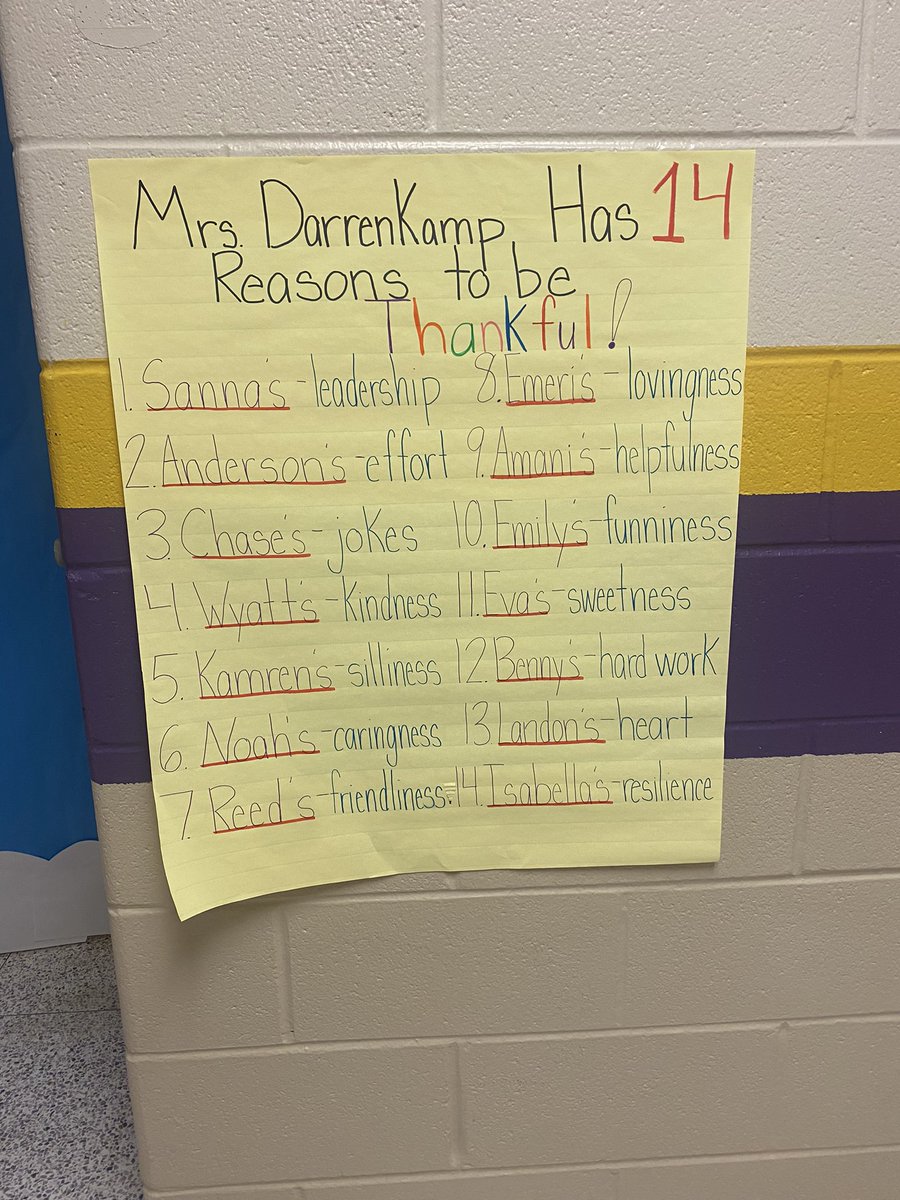 Mrs. DarrenKamp Has 14
Reasons to be
Thankful!
1. Sanna's-leadership
2. Anderson's-effort
3. Chase's-jokes
4. Wyatt's-Kindness
5. Kamren's-silliness
6. Noah's-caringness
7. Reed's-friendliness
8. Emeri's-lovingness
9. Amani's-helpfulness
10. Emily's-funniness
11. Eva's-sweetness
12. Benny's-hard work
13. Landon's-heart
14. Isabella's-resilience